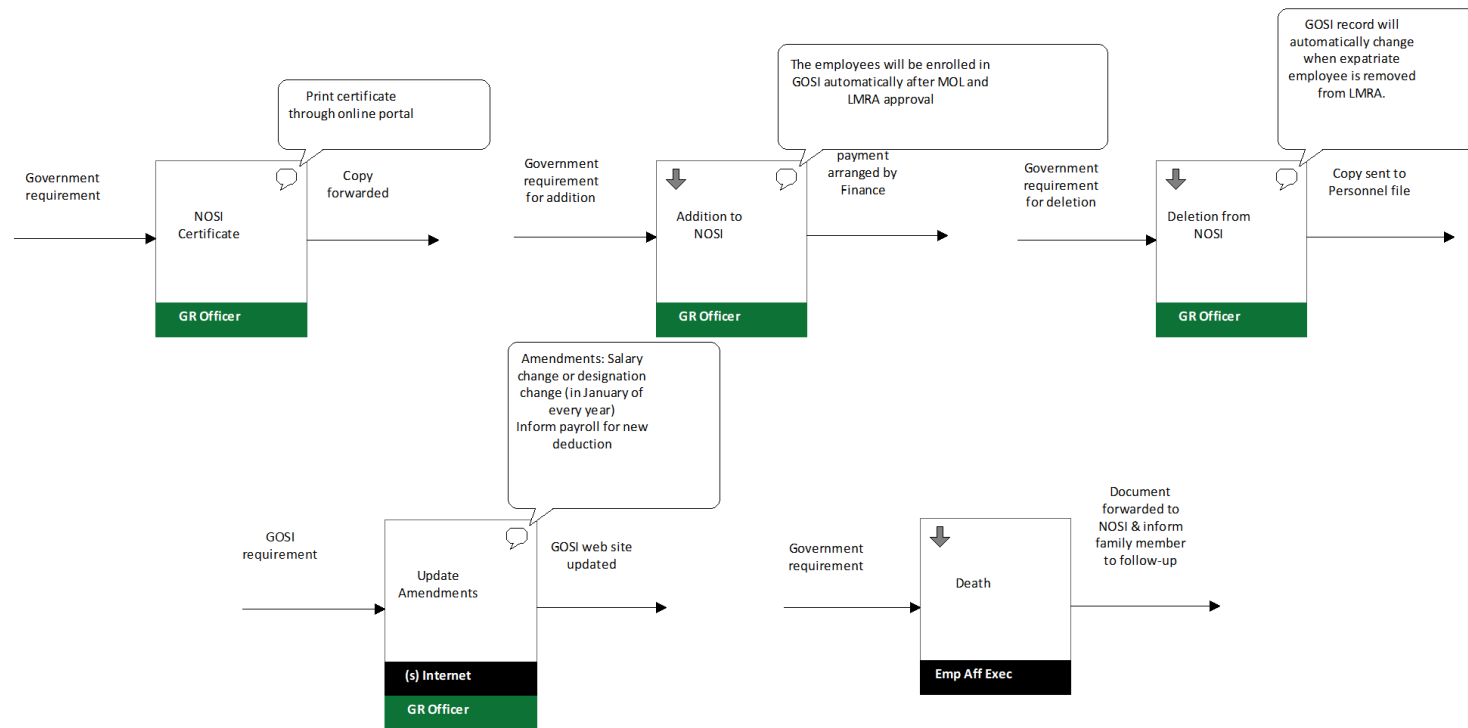 Print certificate
through online portal
Government
requirement
NOSI
Certificate
GR Officer
Copy
forwarded
The employees will be enrolled in
GOSI automatically after MOL and
LMRA approval
Government
requirement
for addition
Addition to
NOSI
GR Officer
payment
arranged by
Finance
GOSI record will
automatically change
when expatriate
employee is removed
from LMRA.
Government
requirement
for deletion
Deletion from
NOSI
GR Officer
Copy sent to
Personnel file
Amendments: Salary
change or designation
change (in January of
every year)
Inform payroll for new
deduction
GOSI
requirement
Update
Amendments
(s) Internet
GR Officer
GOSI web site
updated
Government
requirement
Death
Emp Aff Exec
Document
forwarded to
NOSI & inform
family member
to follow-up